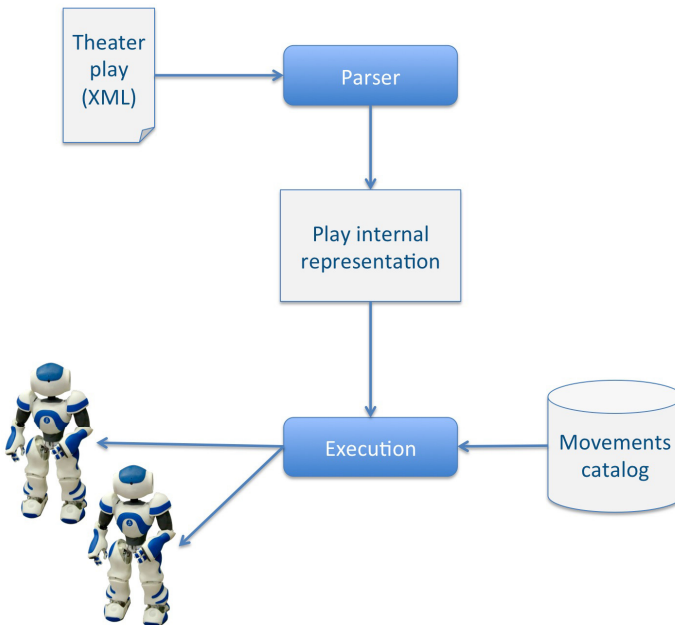 Theater
play
(XML)
Parser
Play internal
representation
Execution
Movements
catalog